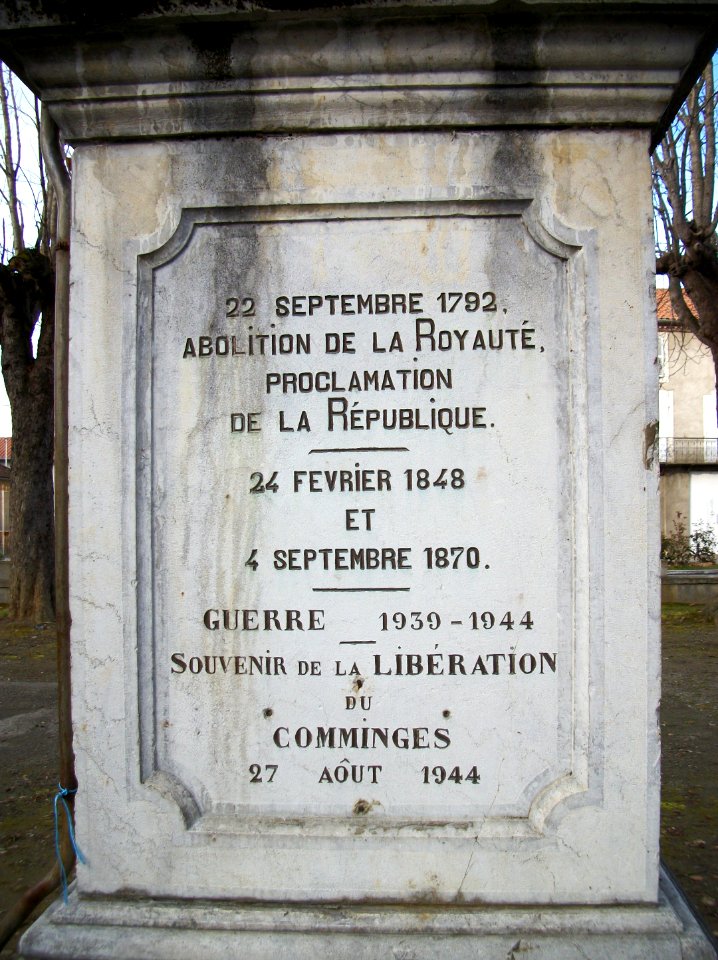 22 SEPTEMBRE 1792.
ABOLITION DE LA ROYAUTÉ,
PROCLAMATION
DE LA RÉPUBLIQUE.
24 FEVRIER 1848
ET
4 SEPTEMBRE 1870.
GUERRE 1939-1944
SOUVENIR DE LA LIBÉRATION
DU
COMMINGES
27 AOÛT 1944